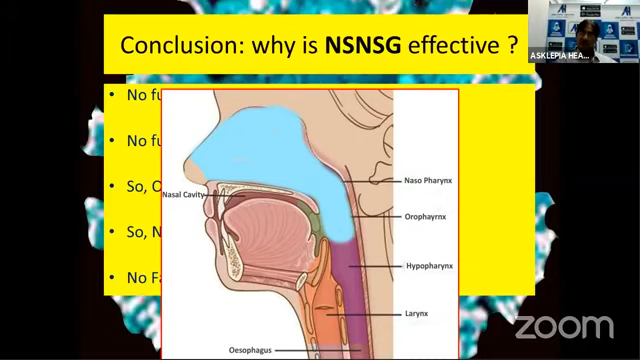 Conclusion: why is NSNSG effective ?
ASKLEPIA HEA...
• No fu
• No fu
• So, O
• So, N
• No Fa
Nasal Cavity
Naso Pharynx
Orophayrnx
Hypopharynx
Larynx
Oesophagus
zoom